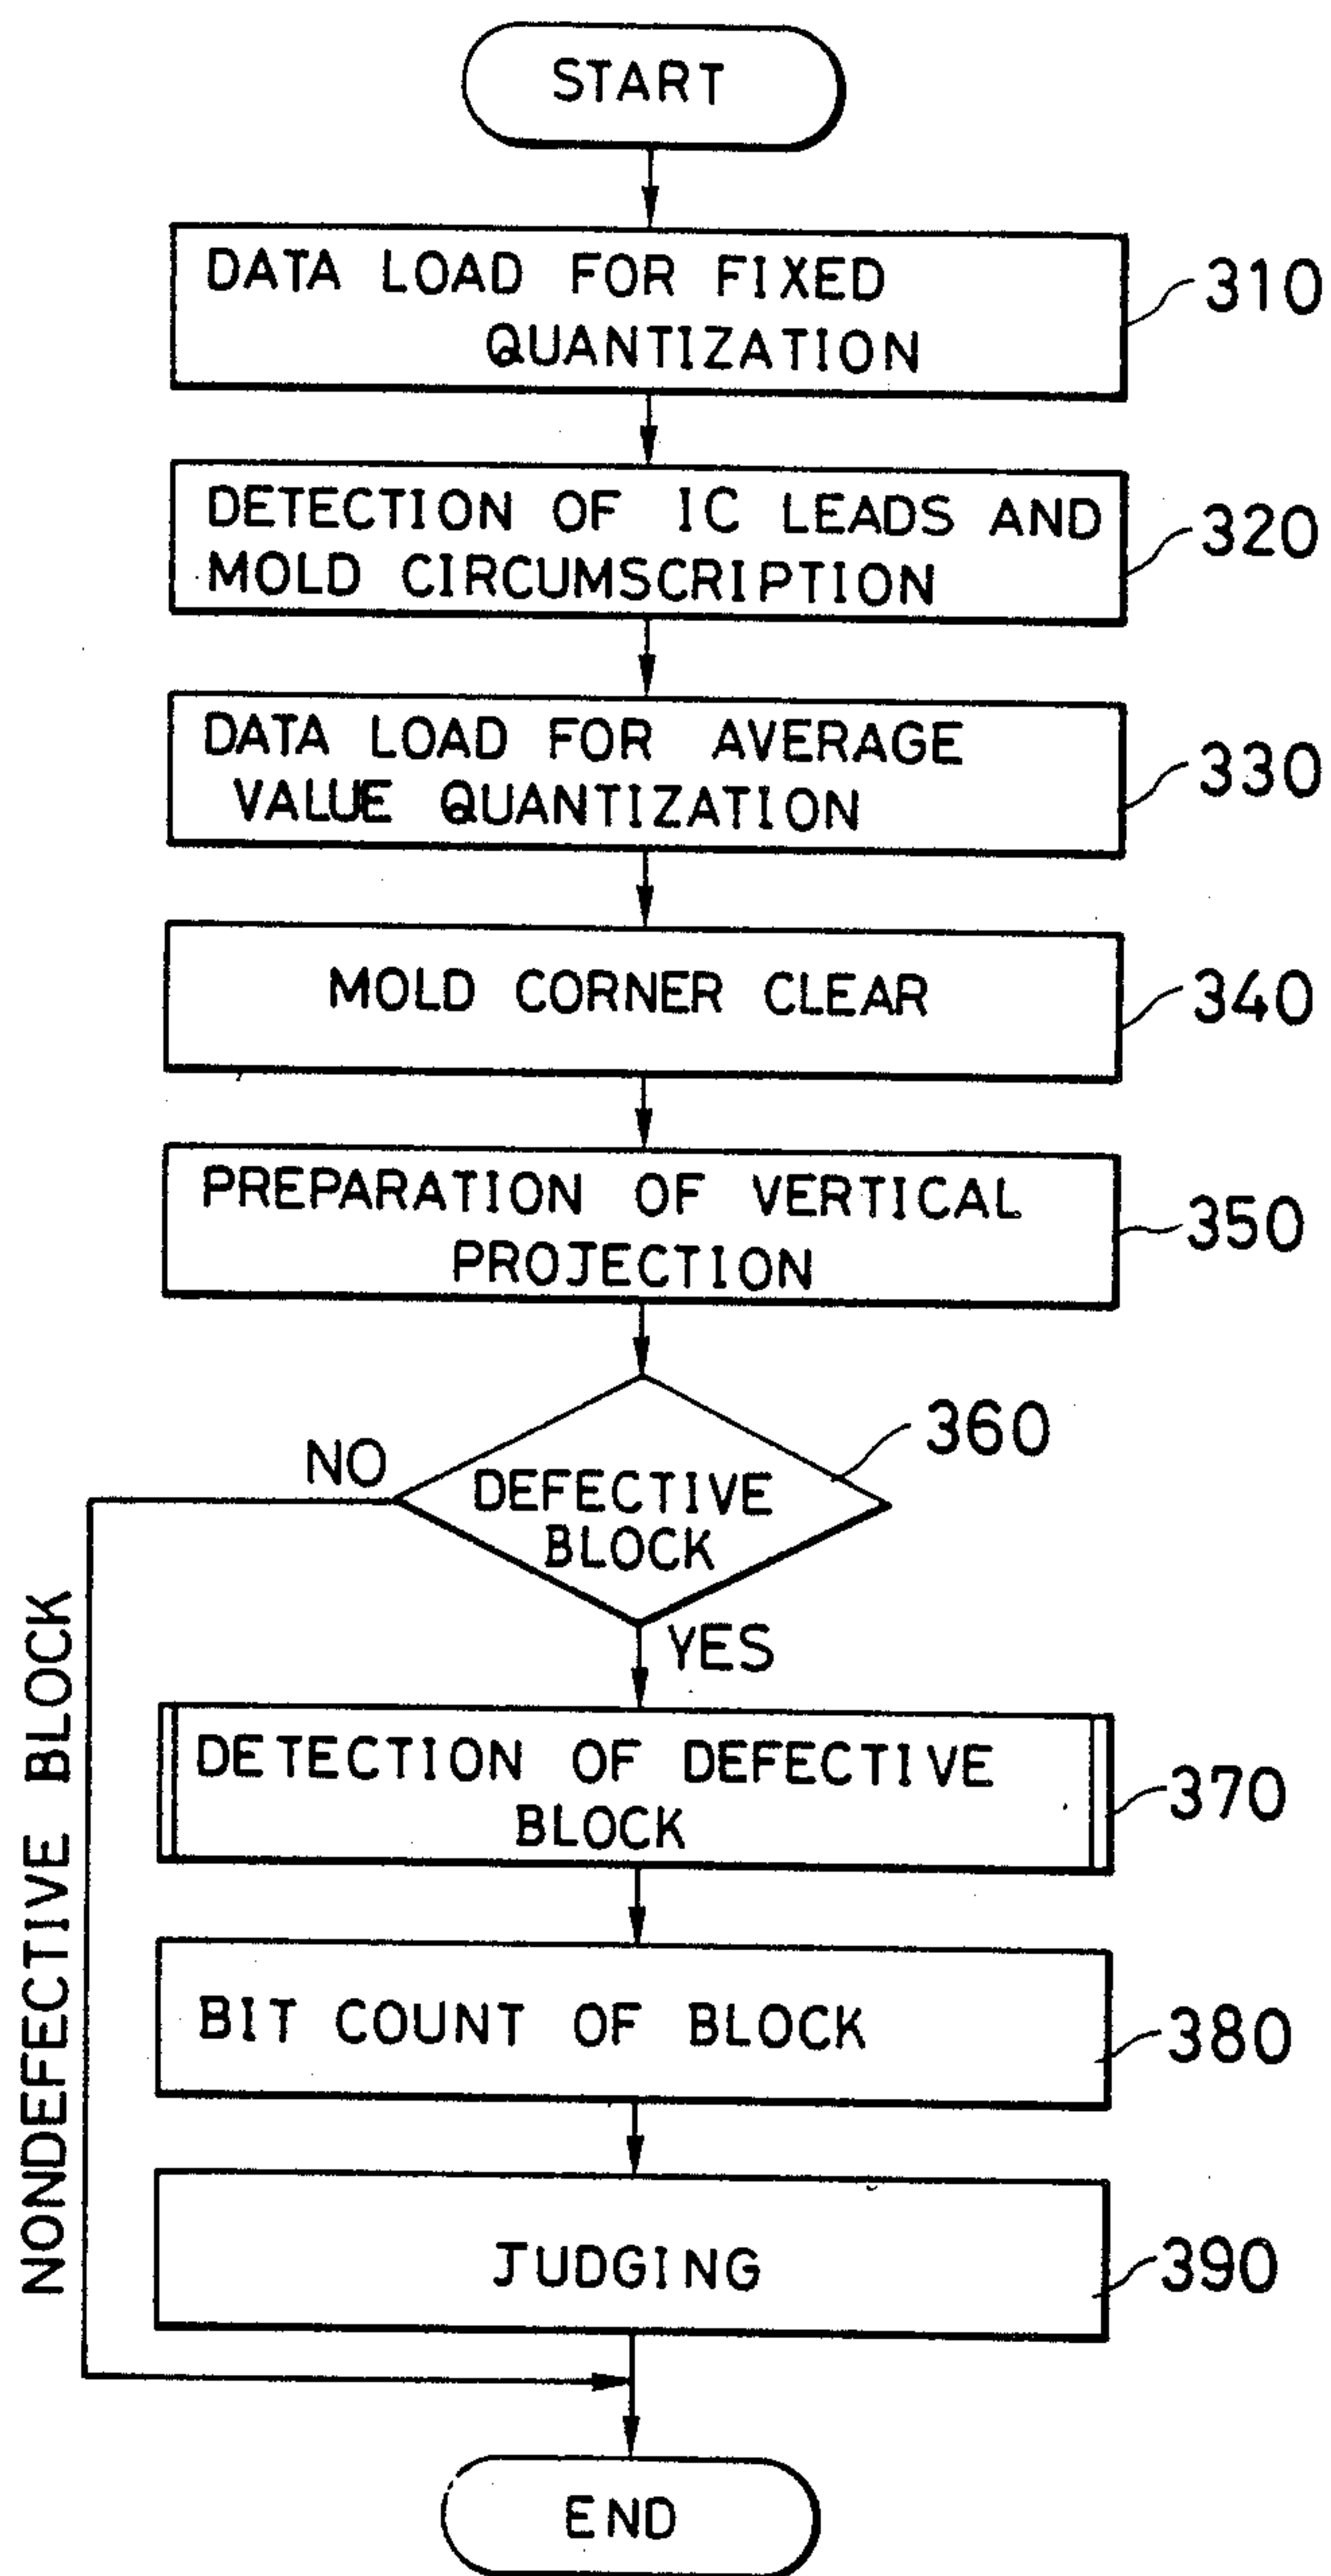 START
DATA LOAD FOR FIXED
QUANTIZATION
310
DETECTION OF IC LEADS AND
MOLD CIRCUMSCRIPTION
320
DATA LOAD FOR AVERAGE
VALUE QUANTIZATION
330
MOLD CORNER CLEAR
340
PREPARATION OF VERTICAL
PROJECTION
350
360
NO
DEFECTIVE
BLOCK
YES
NONDEFECTIVE BLOCK
DETECTION OF DEFECTIVE
BLOCK
370
BIT COUNT OF BLOCK
380
JUDGING
390
END